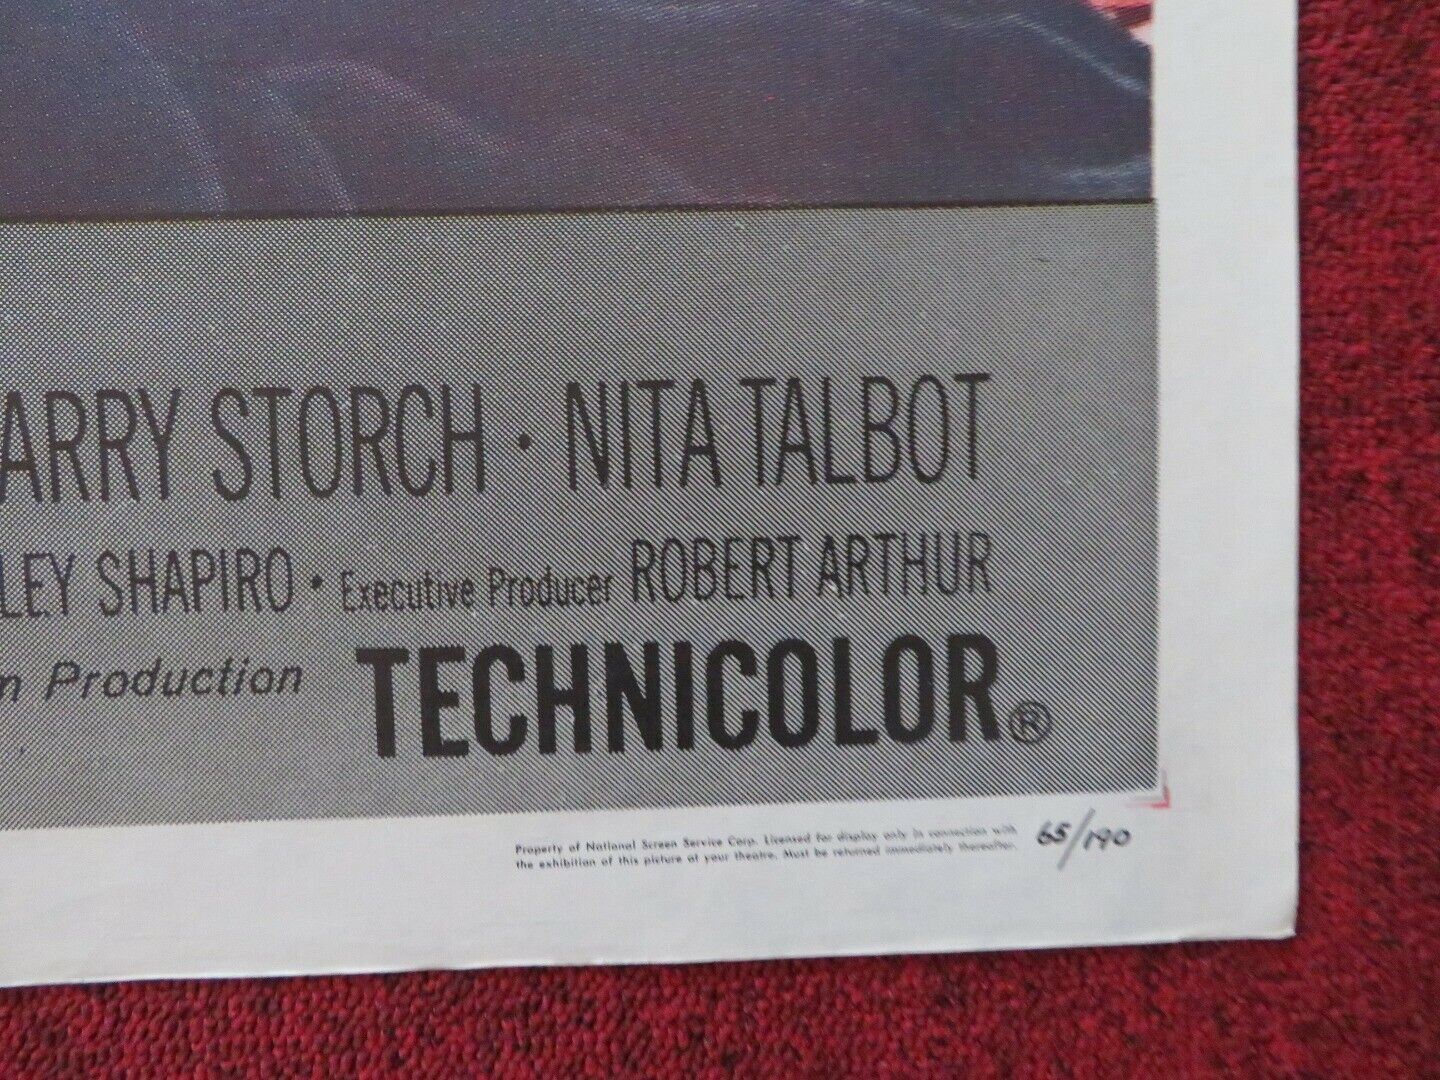 ARRY STORCH · NITA TALBOT
LEY SHAPIRO · Executive Producer ROBERT ARTHUR
n Production TECHNICOLOR®
Property of National Screen Service Corp. Licensed for display only in connection with
the exhibition of this picture at your theatre. Must be returned immediately thereafter.
65/190